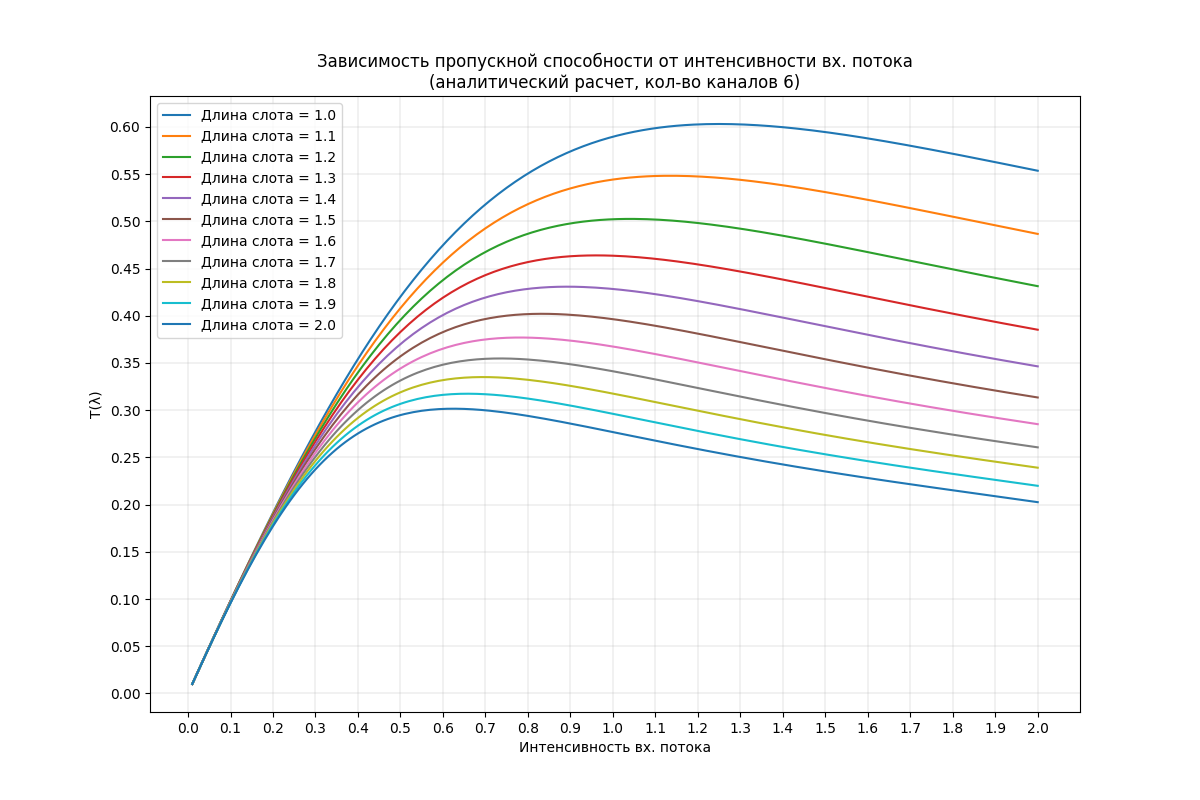 Зависимость пропускной способности от интенсивности вх. потока
(аналитический расчет, кол-во каналов 6)
Длина слота = 1.0
Длина слота = 1.1
Длина слота = 1.2
Длина слота = 1.3
Длина слота = 1.4
Длина слота = 1.5
Длина слота = 1.6
Длина слота = 1.7
Длина слота = 1.8
Длина слота = 1.9
Длина слота = 2.0
0.60
0.55
0.50
0.45
0.40
0.35
0.30
0.25
0.20
0.15
0.10
0.05
0.00
T(λ)
0.0 0.1 0.2 0.3 0.4 0.5 0.6 0.7 0.8 0.9 1.0 1.1 1.2 1.3 1.4 1.5 1.6 1.7 1.8 1.9 2.0
Интенсивность вх. потока